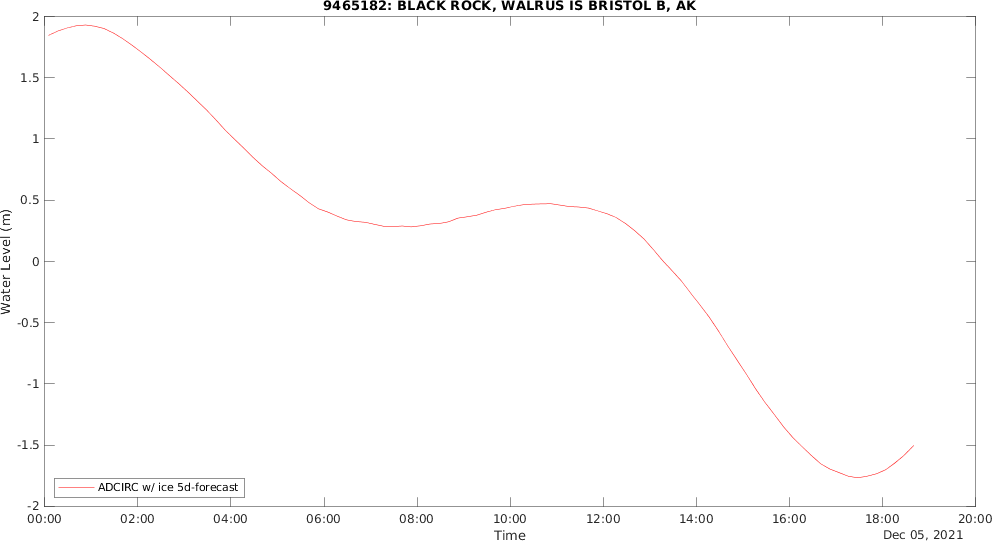 9465182: BLACK ROCK, WALRUS IS BRISTOL B, AK
Water Level (m)
2
1.5
1
0.5
0
-0.5
-1
-1.5
-2
ADCIRC w/ ice 5d-forecast
00:00 02:00 04:00 06:00 08:00 10:00 12:00 14:00 16:00 18:00 20:00
Time
Dec 05, 2021